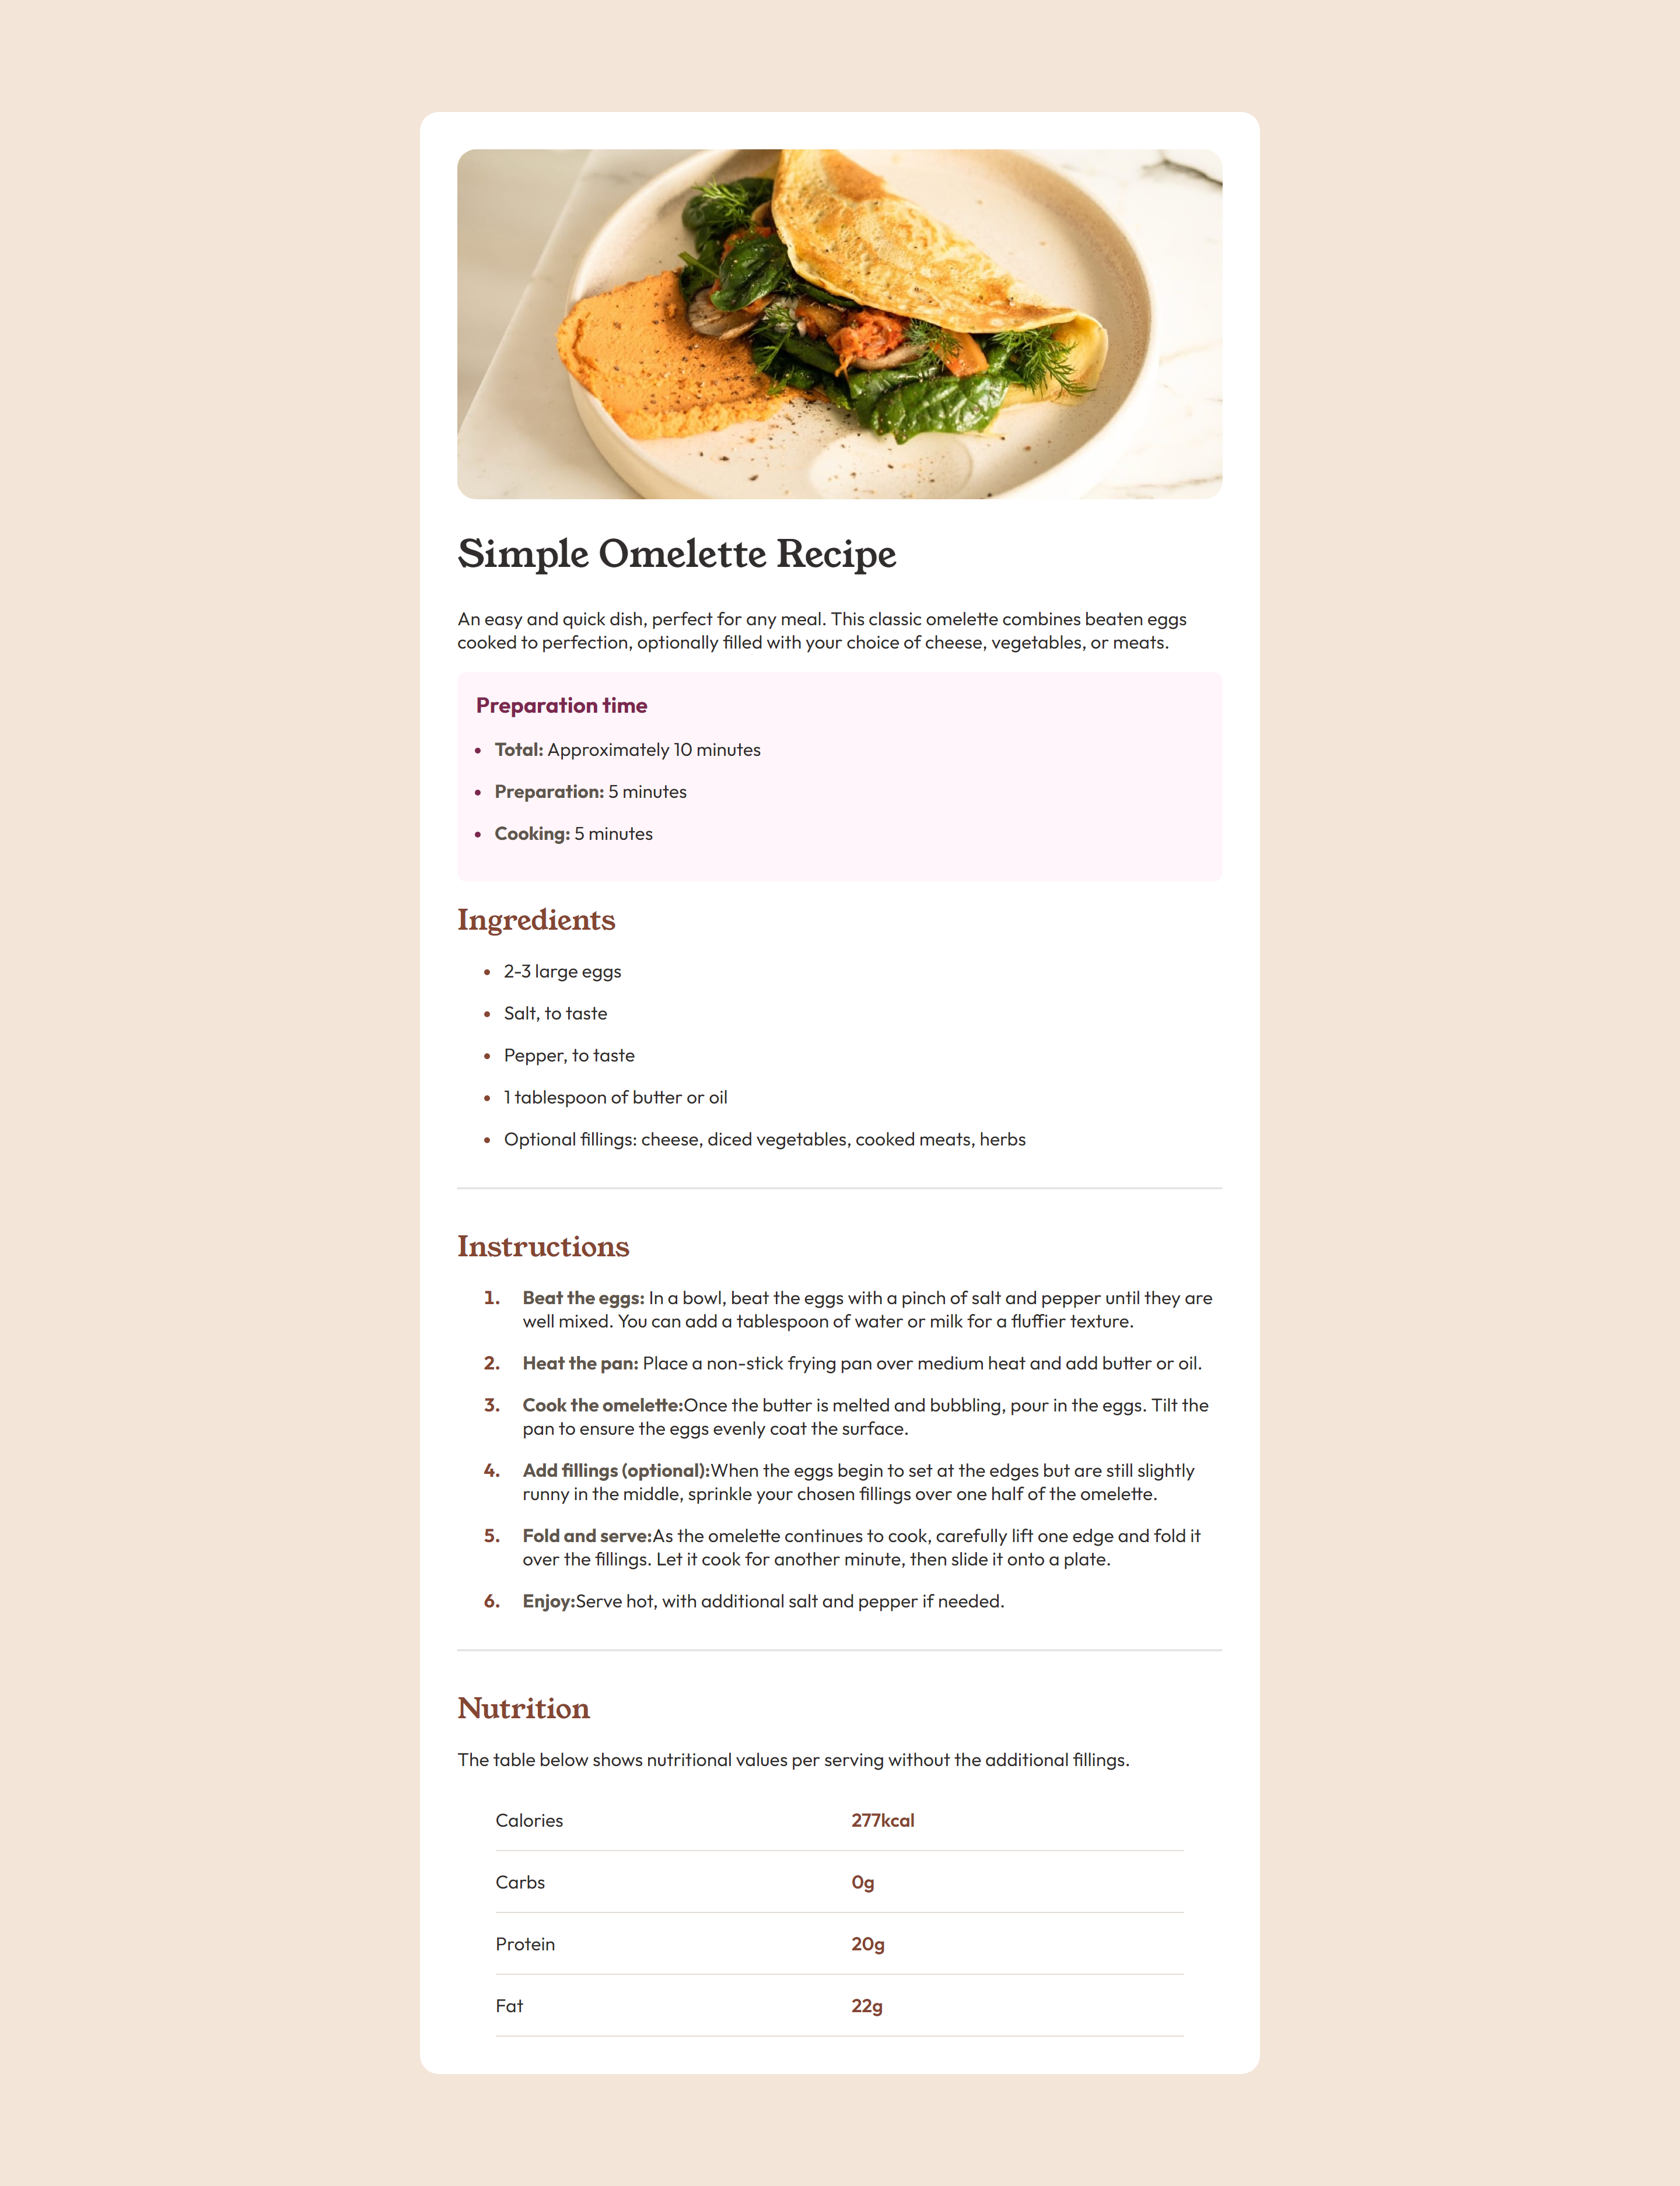 Simple Omelette Recipe
An easy and quick dish, perfect for any meal. This classic omelette combines beaten eggs
cooked to perfection, optionally filled with your choice of cheese, vegetables, or meats.
Preparation time
• Total: Approximately 10 minutes
• Preparation: 5 minutes
• Cooking: 5 minutes
Ingredients
• 2-3 large eggs
• Salt, to taste
• Pepper, to taste
• 1 tablespoon of butter or oil
• Optional fillings: cheese, diced vegetables, cooked meats, herbs
Instructions
1. Beat the eggs: In a bowl, beat the eggs with a pinch of salt and pepper until they are
well mixed. You can add a tablespoon of water or milk for a fluffier texture.
2. Heat the pan: Place a non-stick frying pan over medium heat and add butter or oil.
3. Cook the omelette:Once the butter is melted and bubbling, pour in the eggs. Tilt the
pan to ensure the eggs evenly coat the surface.
4. Add fillings (optional):When the eggs begin to set at the edges but are still slightly
runny in the middle, sprinkle your chosen fillings over one half of the omelette.
5. Fold and serve:As the omelette continues to cook, carefully lift one edge and fold it
over the fillings. Let it cook for another minute, then slide it onto a plate.
6. Enjoy:Serve hot, with additional salt and pepper if needed.
Nutrition
The table below shows nutritional values per serving without the additional fillings.
Calories 277kcal
Carbs 0g
Protein 20g
Fat 22g